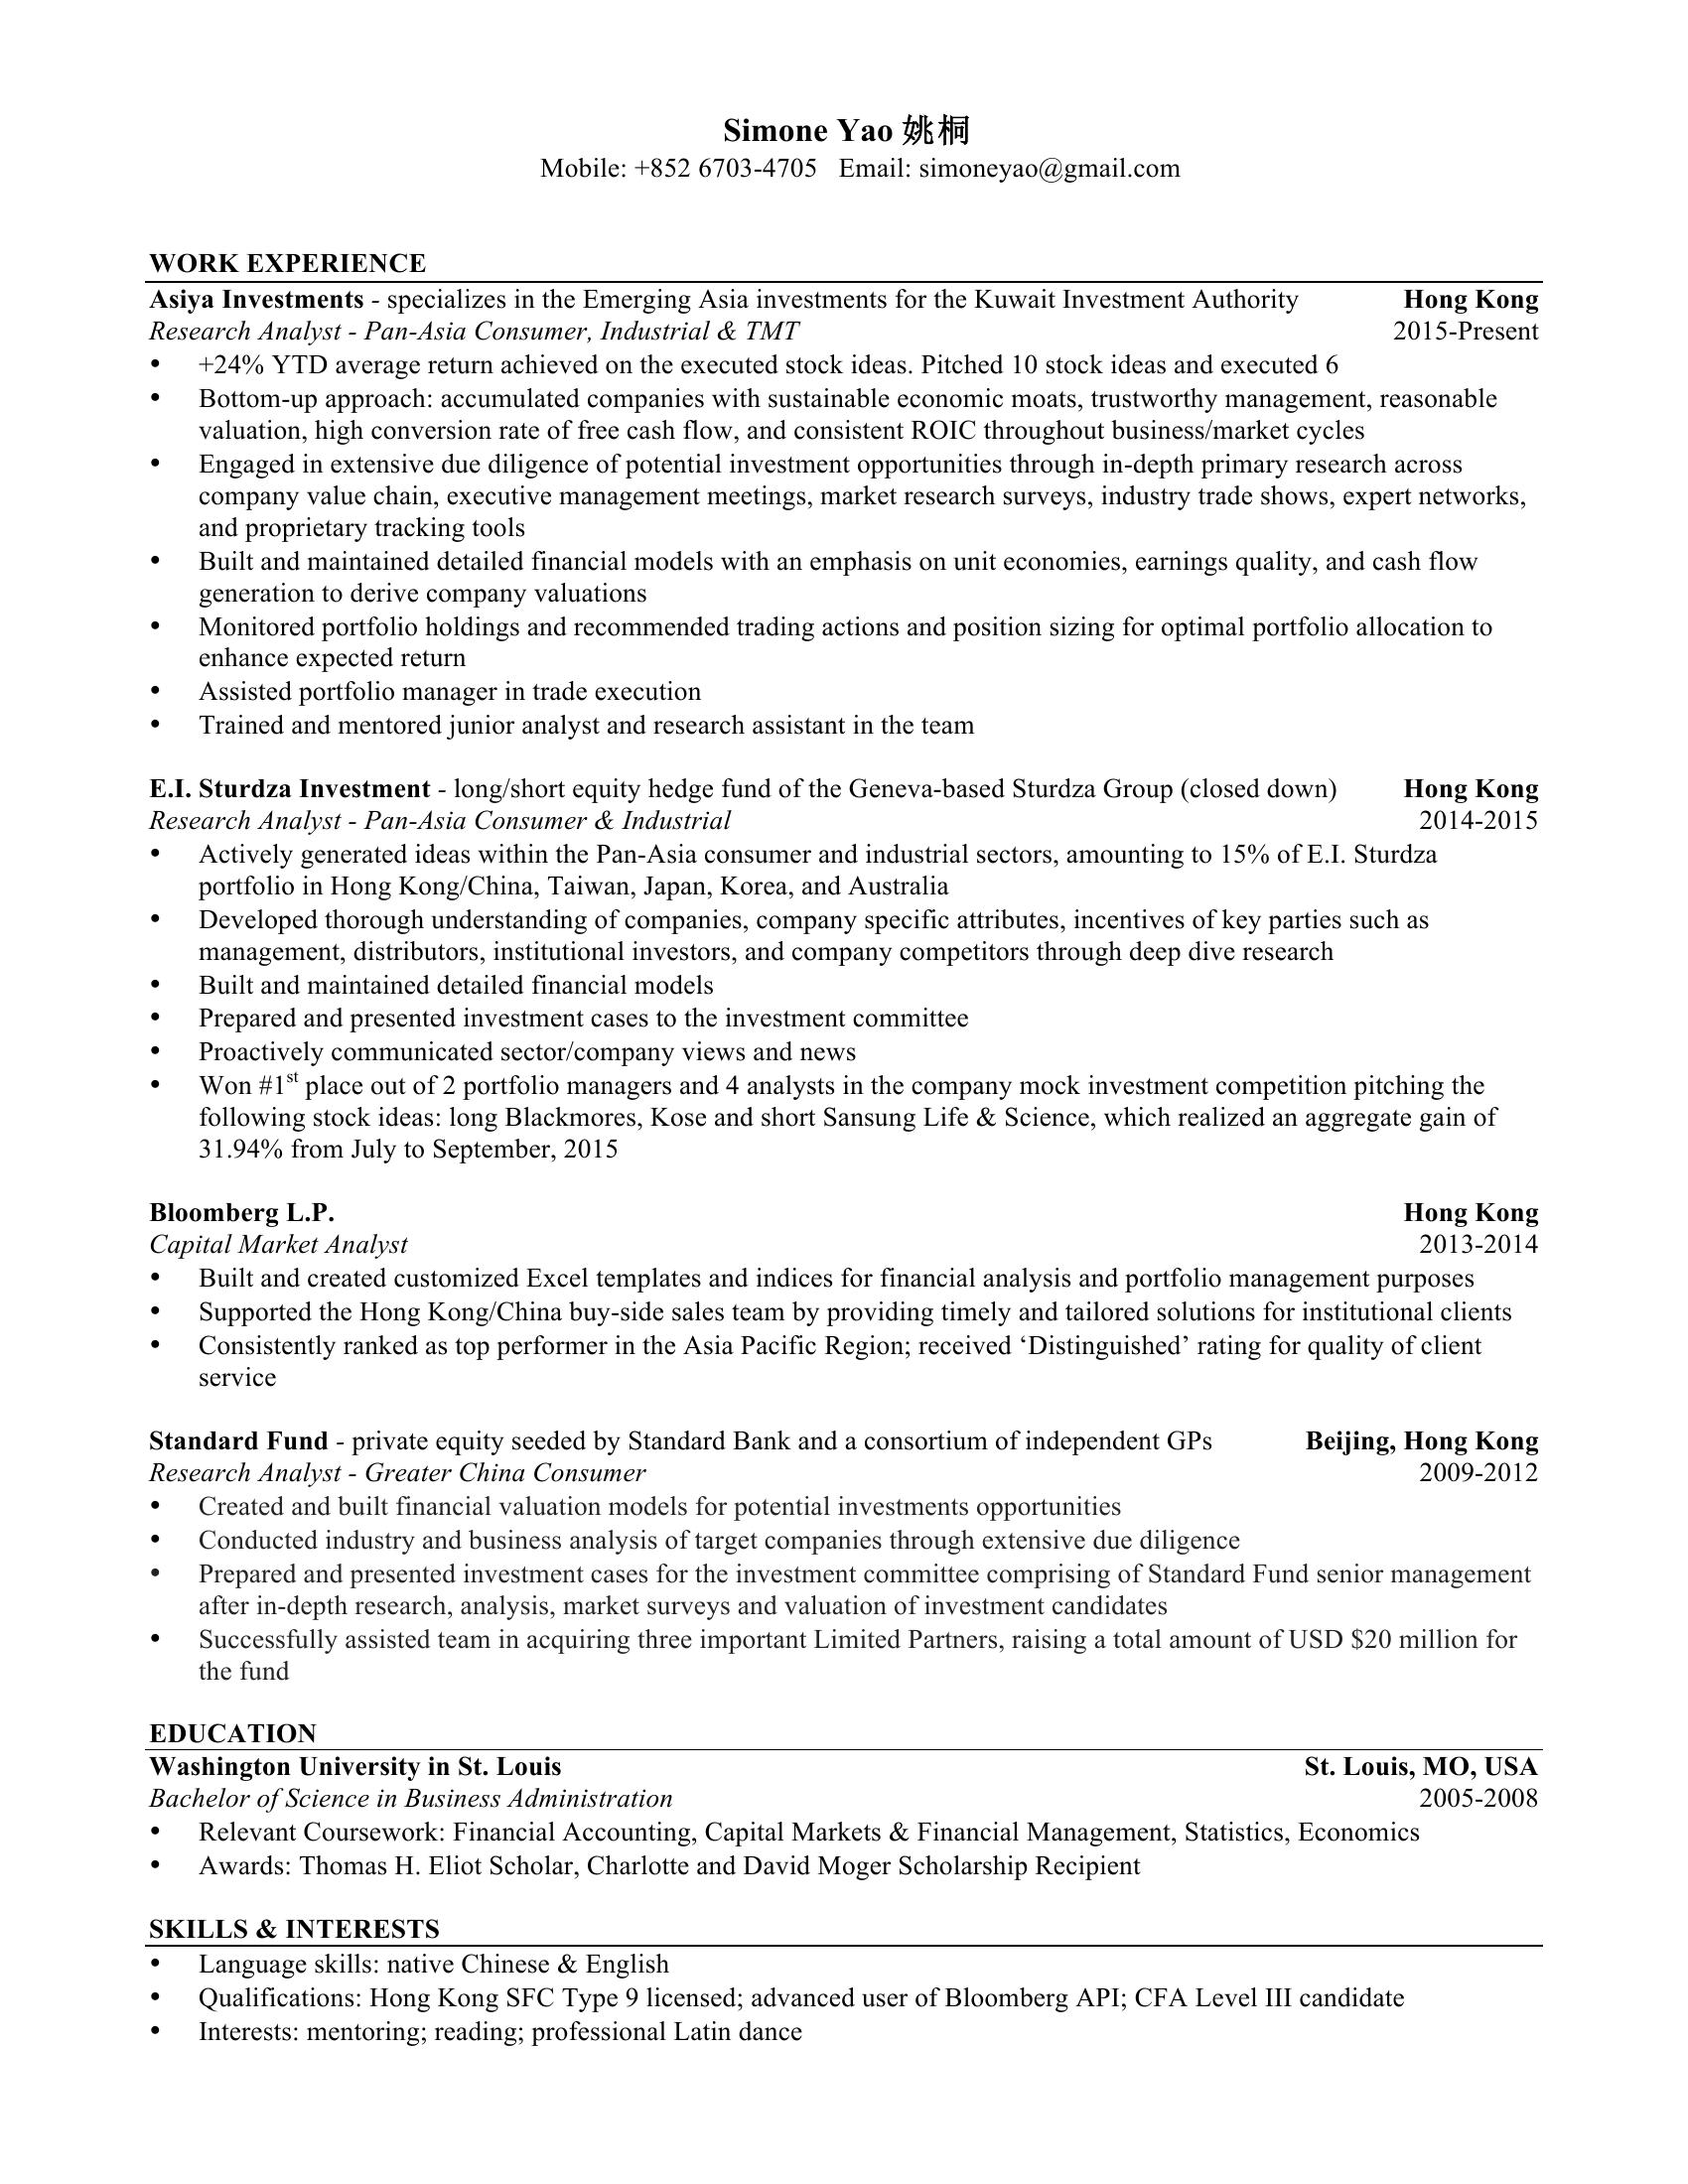 Simone Yao 姚桐
Mobile: +852 6703-4705 Email: simoneyao@gmail.com
WORK EXPERIENCE
Asiya Investments - specializes in the Emerging Asia investments for the Kuwait Investment Authority Hong Kong
Research Analyst - Pan-Asia Consumer, Industrial & TMT 2015-Present
• +24% YTD average return achieved on the executed stock ideas. Pitched 10 stock ideas and executed 6
• Bottom-up approach: accumulated companies with sustainable economic moats, trustworthy management, reasonable
valuation, high conversion rate of free cash flow, and consistent ROIC throughout business/market cycles
• Engaged in extensive due diligence of potential investment opportunities through in-depth primary research across
company value chain, executive management meetings, market research surveys, industry trade shows, expert networks,
and proprietary tracking tools
• Built and maintained detailed financial models with an emphasis on unit economies, earnings quality, and cash flow
generation to derive company valuations
• Monitored portfolio holdings and recommended trading actions and position sizing for optimal portfolio allocation to
enhance expected return
• Assisted portfolio manager in trade execution
• Trained and mentored junior analyst and research assistant in the team
E.I. Sturdza Investment - long/short equity hedge fund of the Geneva-based Sturdza Group (closed down) Hong Kong
Research Analyst - Pan-Asia Consumer & Industrial 2014-2015
• Actively generated ideas within the Pan-Asia consumer and industrial sectors, amounting to 15% of E.I. Sturdza
portfolio in Hong Kong/China, Taiwan, Japan, Korea, and Australia
• Developed thorough understanding of companies, company specific attributes, incentives of key parties such as
management, distributors, institutional investors, and company competitors through deep dive research
• Built and maintained detailed financial models
• Prepared and presented investment cases to the investment committee
• Proactively communicated sector/company views and news
• Won #1st place out of 2 portfolio managers and 4 analysts in the company mock investment competition pitching the
following stock ideas: long Blackmores, Kose and short Sansung Life & Science, which realized an aggregate gain of
31.94% from July to September, 2015
Bloomberg L.P. Hong Kong
Capital Market Analyst 2013-2014
• Built and created customized Excel templates and indices for financial analysis and portfolio management purposes
• Supported the Hong Kong/China buy-side sales team by providing timely and tailored solutions for institutional clients
• Consistently ranked as top performer in the Asia Pacific Region; received ‘Distinguished’ rating for quality of client
service
Standard Fund - private equity seeded by Standard Bank and a consortium of independent GPs Beijing, Hong Kong
Research Analyst - Greater China Consumer 2009-2012
• Created and built financial valuation models for potential investments opportunities
• Conducted industry and business analysis of target companies through extensive due diligence
• Prepared and presented investment cases for the investment committee comprising of Standard Fund senior management
after in-depth research, analysis, market surveys and valuation of investment candidates
• Successfully assisted team in acquiring three important Limited Partners, raising a total amount of USD $20 million for
the fund
EDUCATION
Washington University in St. Louis St. Louis, MO, USA
Bachelor of Science in Business Administration 2005-2008
• Relevant Coursework: Financial Accounting, Capital Markets & Financial Management, Statistics, Economics
• Awards: Thomas H. Eliot Scholar, Charlotte and David Moger Scholarship Recipient
SKILLS & INTERESTS
• Language skills: native Chinese & English
• Qualifications: Hong Kong SFC Type 9 licensed; advanced user of Bloomberg API; CFA Level III candidate
• Interests: mentoring; reading; professional Latin dance